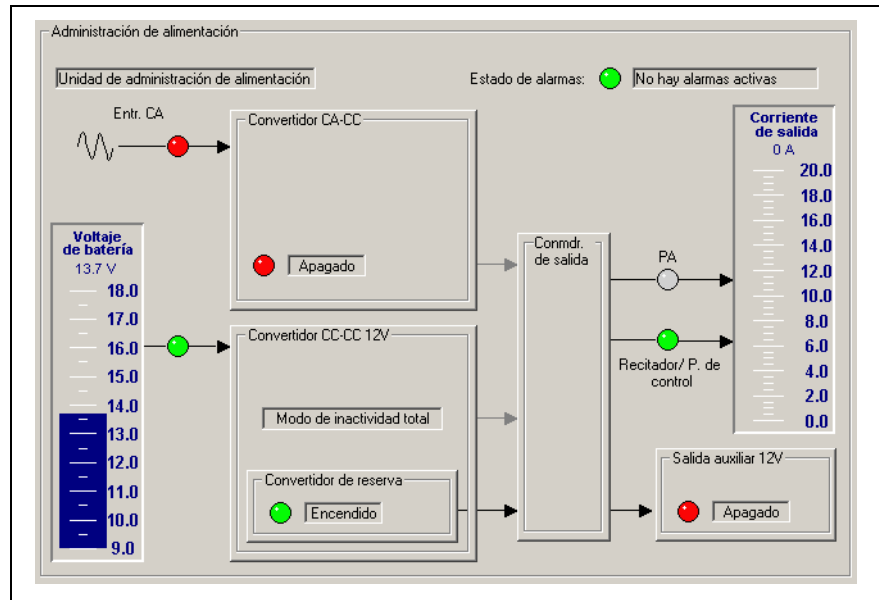 Administración de alimentación
Unidad de administración de alimentación
Estado de alarmas:
No hay alarmas activas
Entr. CA
Convertidor CA-CC
Apagado
Voltaje
de batería
13.7 V
18.0
17.0
16.0
15.0
14.0
13.0
12.0
11.0
10.0
9.0
Convertidor CC-CC 12V
Modo de inactividad total
Convertidor de reserva
Encendido
Conmdr.
de salida
PA
Recitador/ P. de
control
Corriente
de salida
0 A
20.0
18.0
16.0
14.0
12.0
10.0
8.0
6.0
4.0
2.0
0.0
Salida auxiliar 12V
Apagado